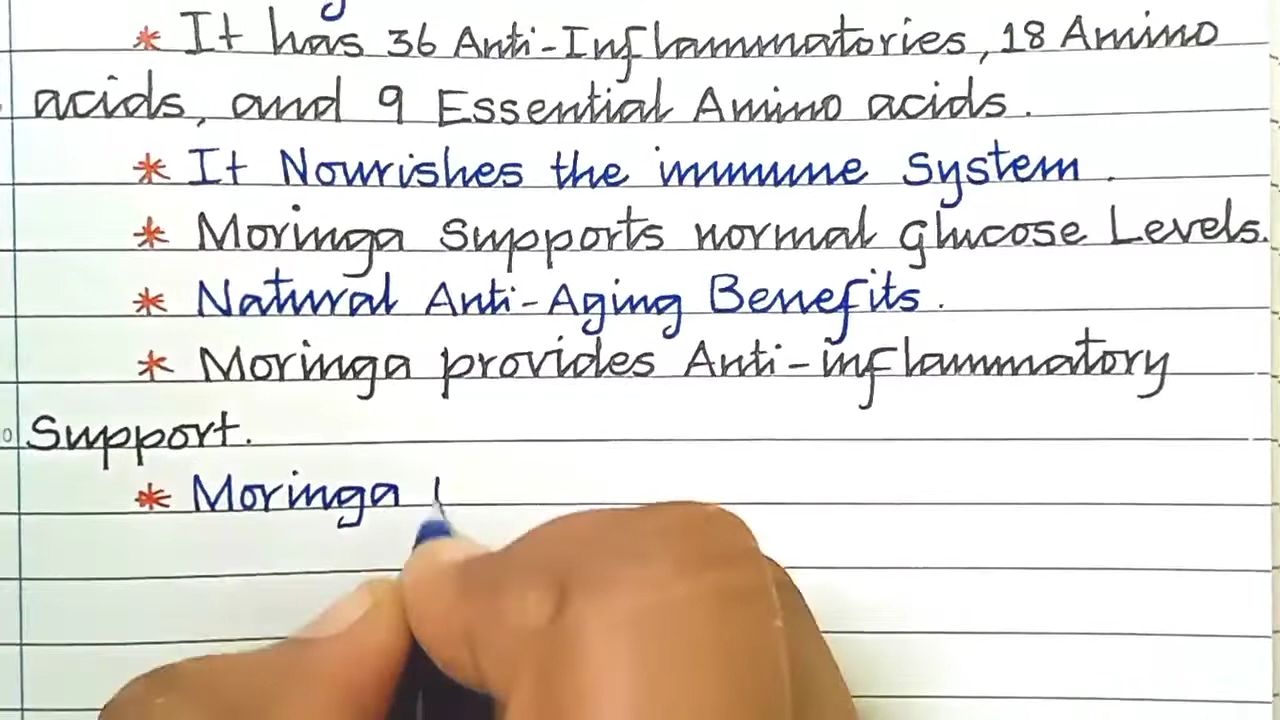 * It has 36 Anti-Inflammatories, 18 Amino
acids, and 9 Essential Amino acids.
* It Nourishes the immune System.
* Moringa Supports normal glucose Levels.
* Natural Anti-Aging Benefits.
* Moringa provides Anti-inflammatory
Support.
* Moringa